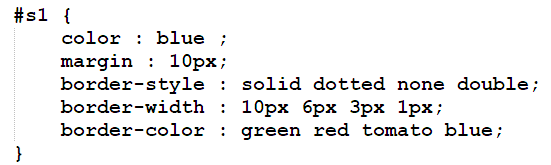 #s1 {
color : blue ;
margin : 10px;
border-style : solid dotted none double;
border-width : 10px 6px 3px 1px;
border-color : green red tomato blue;
}